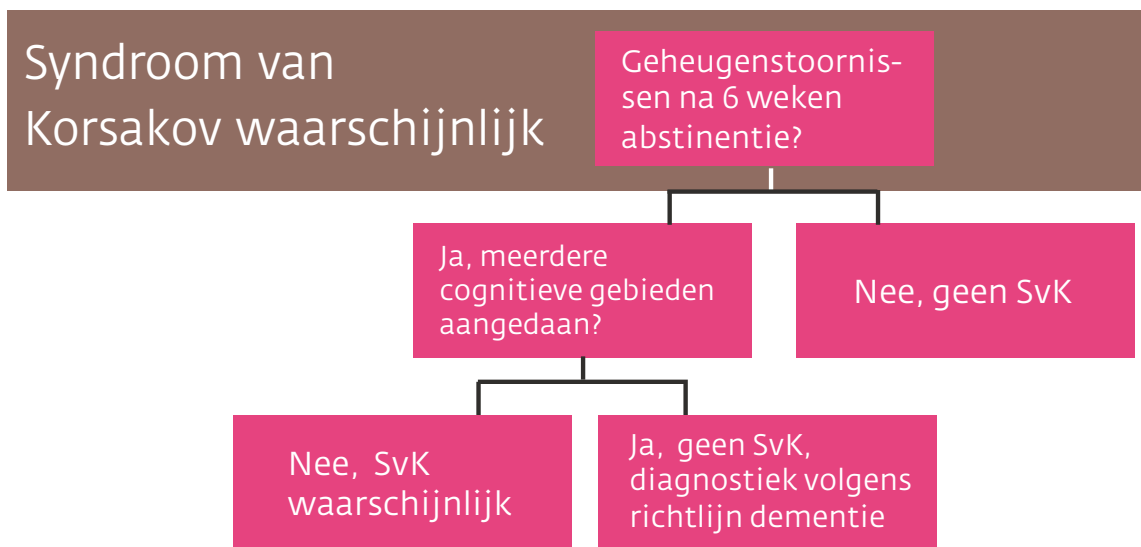 Syndroom van
Korsakov waarschijnlijk
Geheugenstoornis-
sen na 6 weken
abstinentie?
Ja, meerdere
cognitieve gebieden
aangedaan?
Nee, geen SvK
Nee, SvK
waarschijnlijk
Ja, geen SvK,
diagnostiek volgens
richtlijn dementie